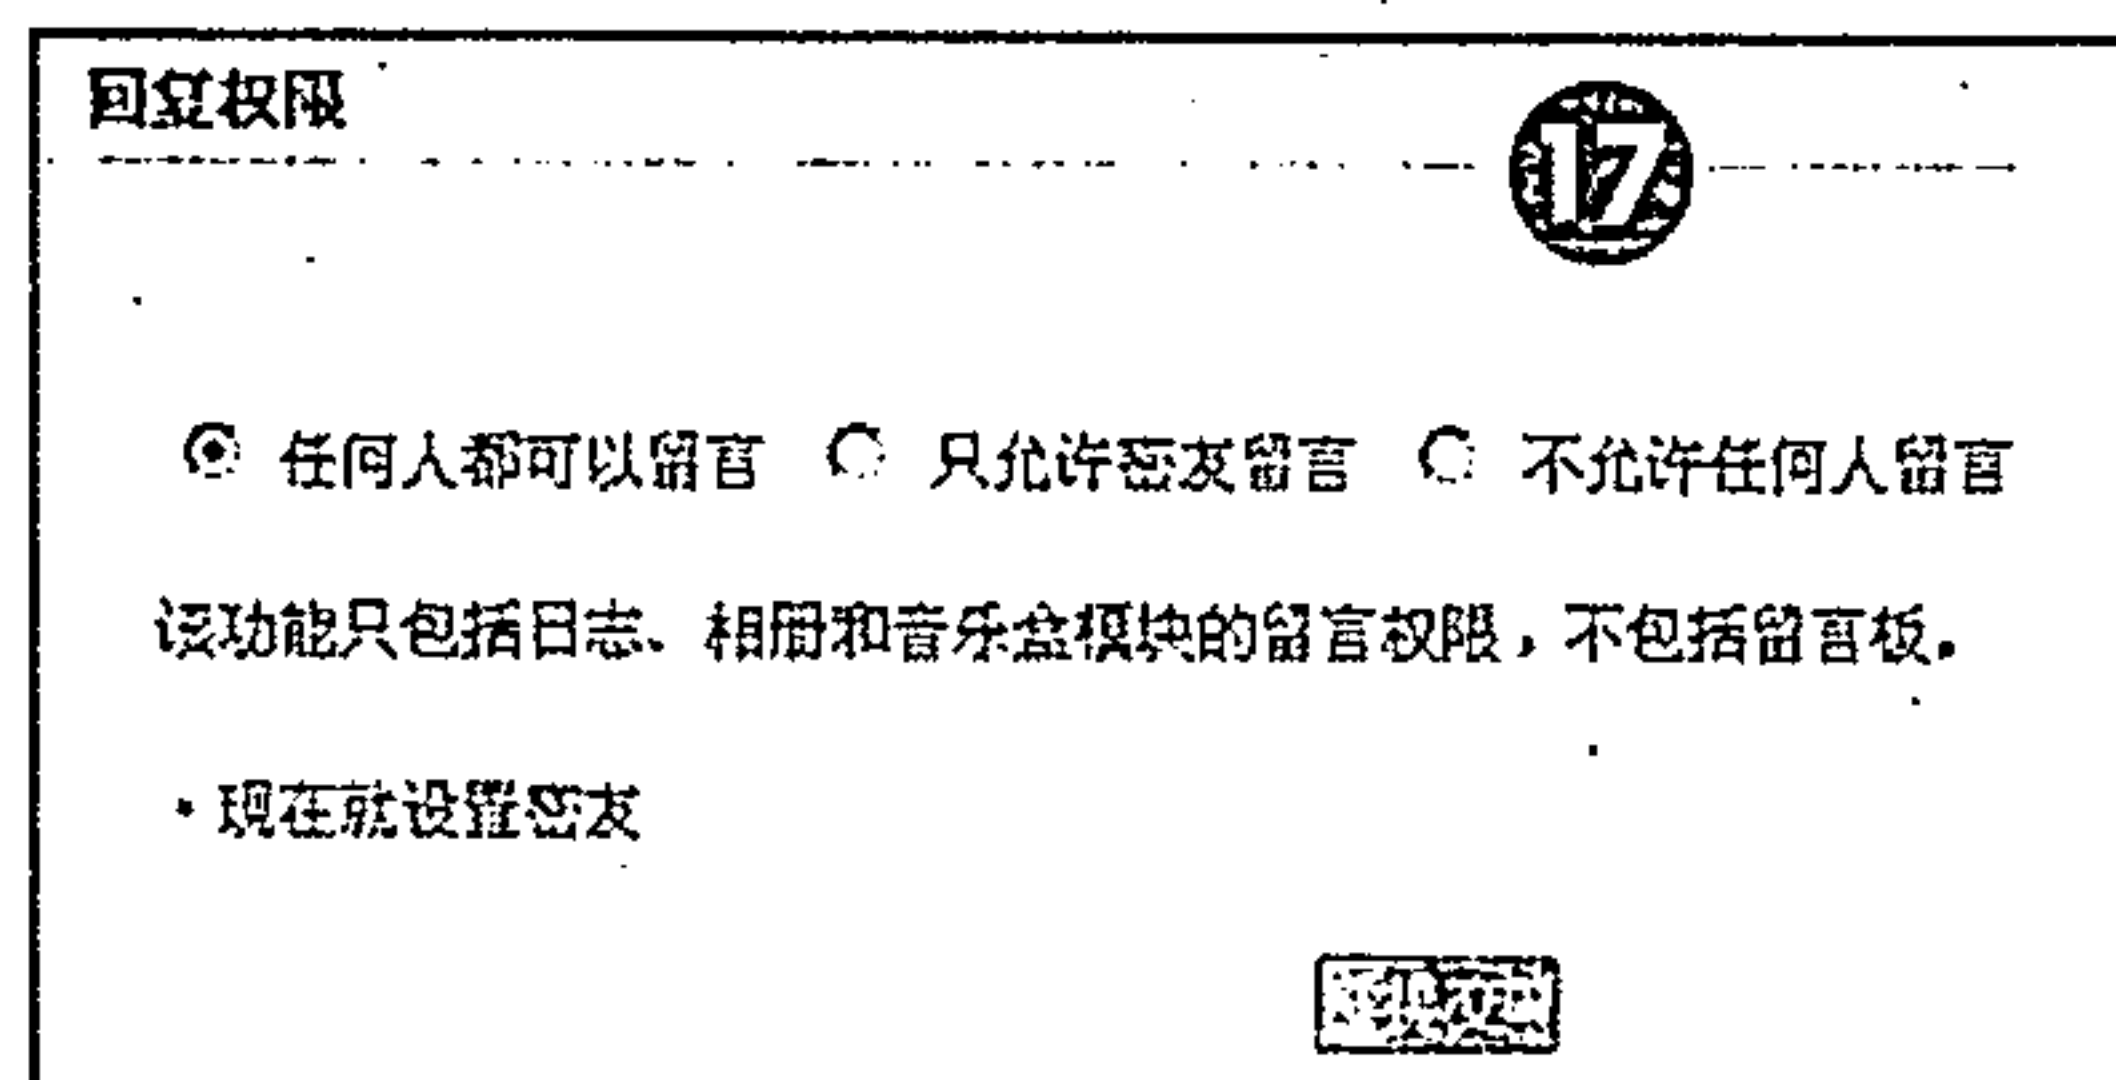 回复权限
17
任何人都可以留言 只允许密友留言 不允许任何人留言
该功能只包括日志、相册和音乐盒模块的留言权限，不包括留言板。
·现在就设置密友